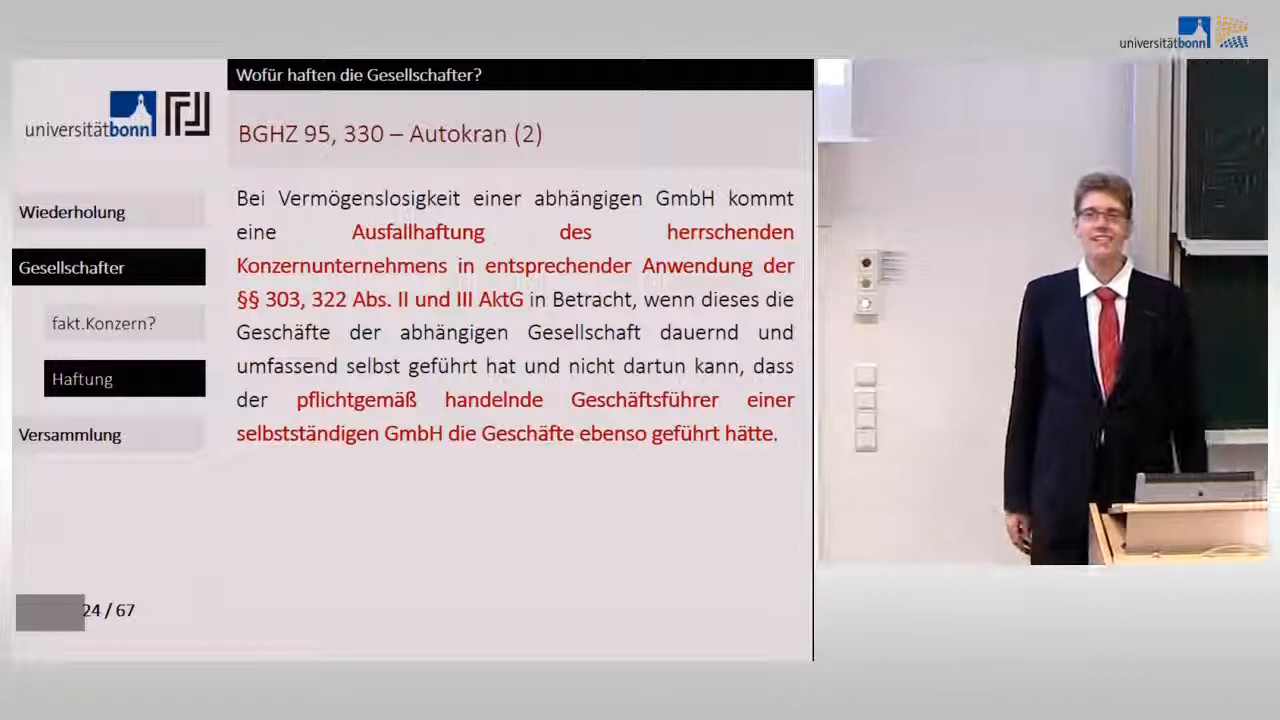 universitätbonn
Wofür haften die Gesellschafter?
universitätbonn
BGHZ 95, 330 – Autokran (2)
Wiederholung
Gesellschafter
fakt.Konzern?
Haftung
Versammlung
Bei Vermögenslosigkeit einer abhängigen GmbH kommt
eine Ausfallhaftung des herrschenden
Konzernunternehmens in entsprechender Anwendung der
§§ 303, 322 Abs. II und III AktG in Betracht, wenn dieses die
Geschäfte der abhängigen Gesellschaft dauernd und
umfassend selbst geführt hat und nicht dartun kann, dass
der pflichtgemäß handelnde Geschäftsführer einer
selbstständigen GmbH die Geschäfte ebenso geführt hätte.
24 / 67